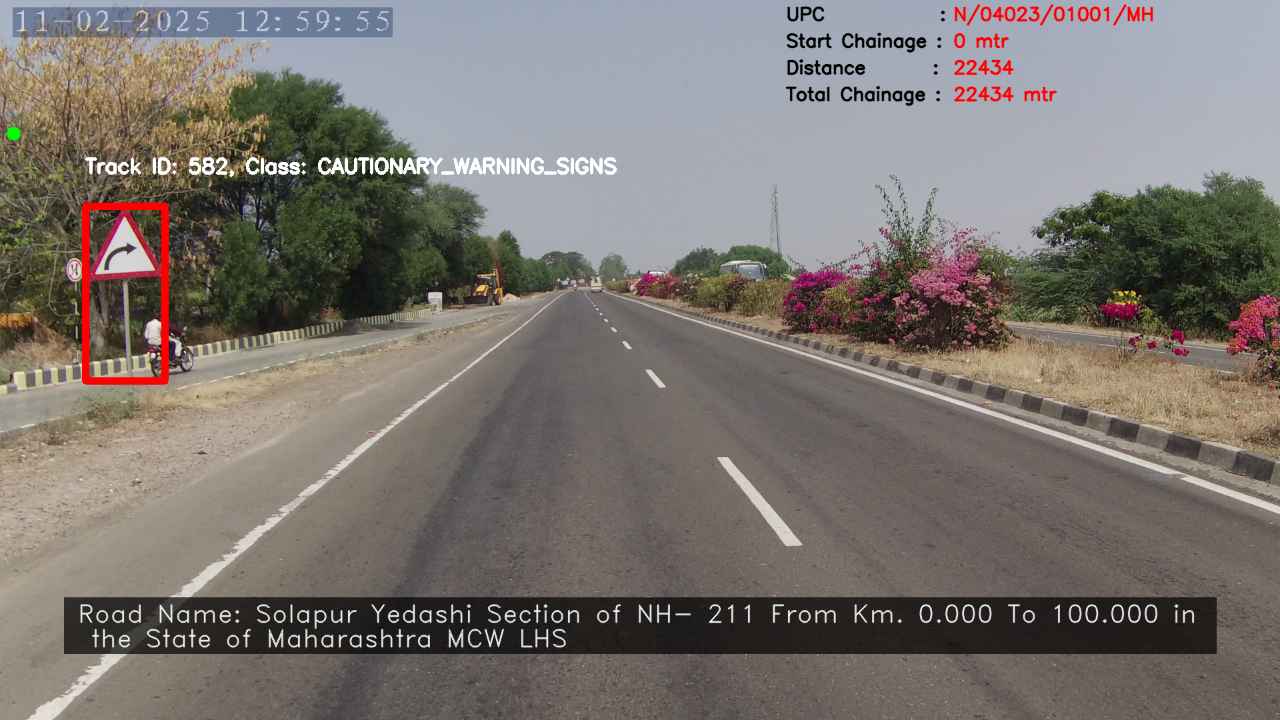 11-02-2025 12:59:55
UPC : N/04023/01001/MH
Start Chainage : 0 mtr
Distance : 22434
Total Chainage : 22434 mtr
Track ID: 582, Class: CAUTIONARY_WARNING_SIGNS
Road Name: Solapur Yedashi Section of NH- 211 From Km. 0.000 To 100.000 in
the State of Maharashtra MCW LHS